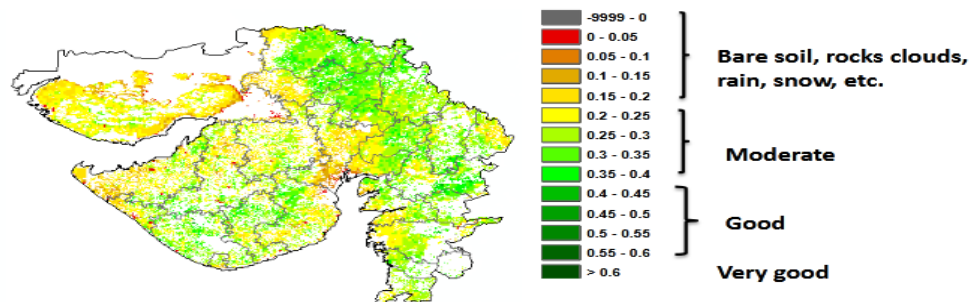 -9999 - 0
0 - 0.05
0.05 - 0.1
0.1 - 0.15
0.15 - 0.2
0.2 - 0.25
0.25 - 0.3
0.3 - 0.35
0.35 - 0.4
0.4 - 0.45
0.45 - 0.5
0.5 - 0.55
0.55 - 0.6
> 0.6
Bare soil, rocks clouds,
rain, snow, etc.
Moderate
Good
Very good